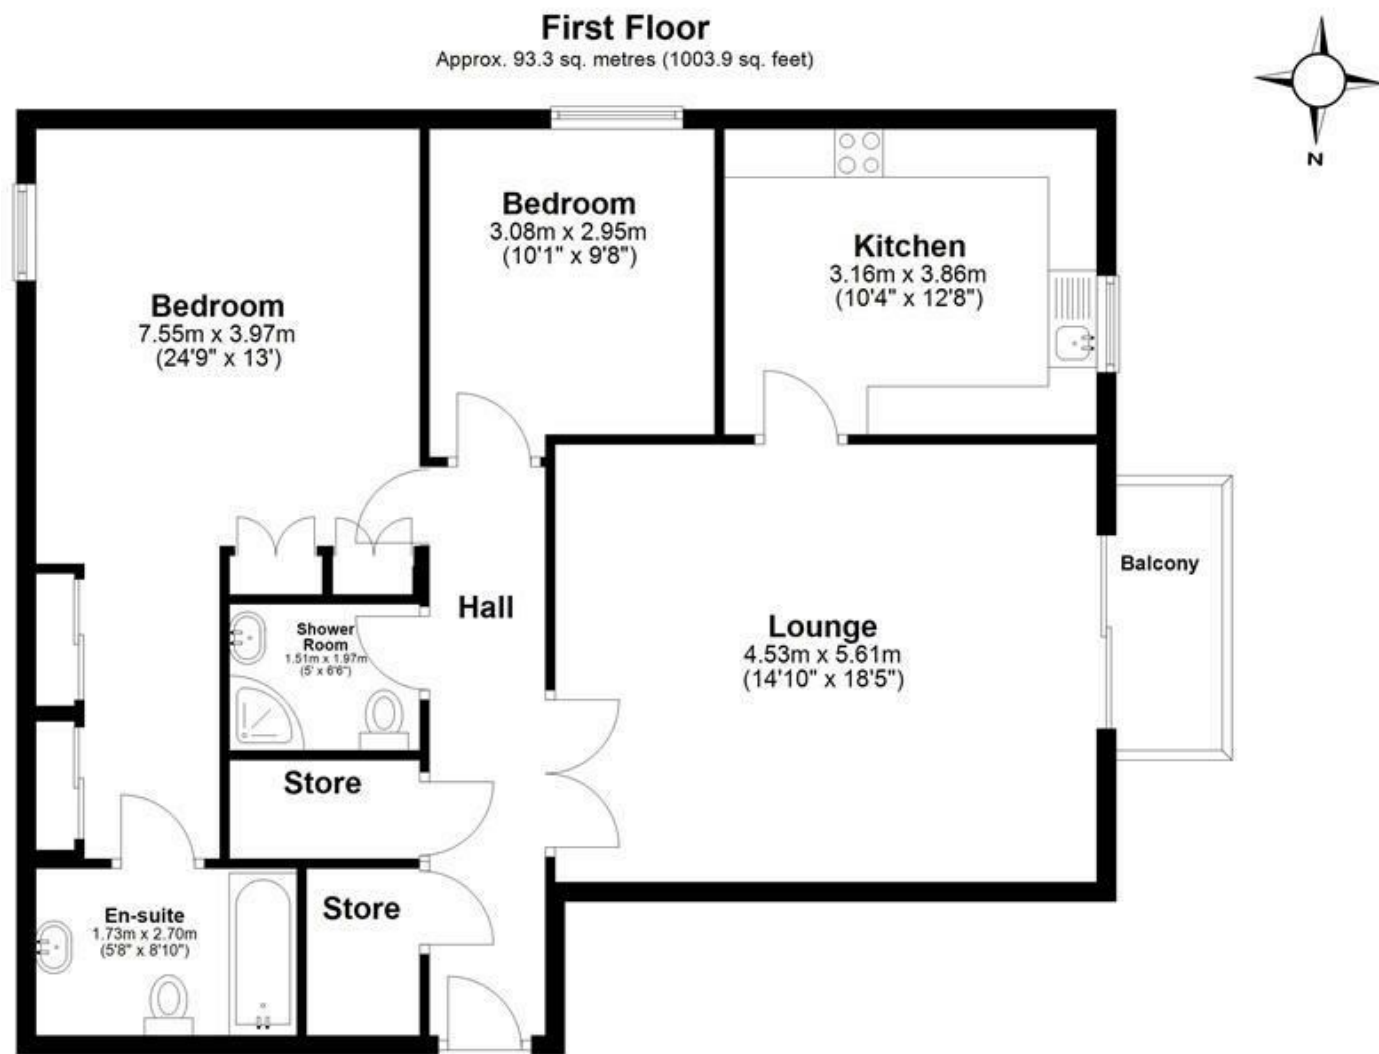 First Floor
Approx. 93.3 sq. metres (1003.9 sq. feet)
N
Bedroom
3.08m x 2.95m
(10'1" x 9'8")
Kitchen
3.16m x 3.86m
(10'4" x 12'8")
Bedroom
7.55m x 3.97m
(24'9" x 13')
Balcony
Hall
Shower
Room
1.51m x 1.97m
(5' x 6'6")
Lounge
4.53m x 5.61m
(14'10" x 18'5")
Store
Store
En-suite
1.73m x 2.70m
(5'8" x 8'10")